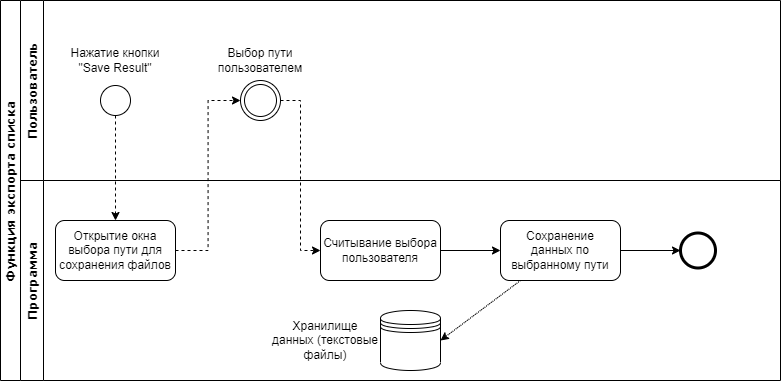 Функция экспорта списка
Пользователь
Нажатие кнопки
"Save Result"
Выбор пути
пользователем
Программа
Открытие окна
выбора пути для
сохранения файлов
Считывание выбора
пользователя
Сохранение
данных по
выбранному пути
Хранилище
данных (текстовые
файлы)